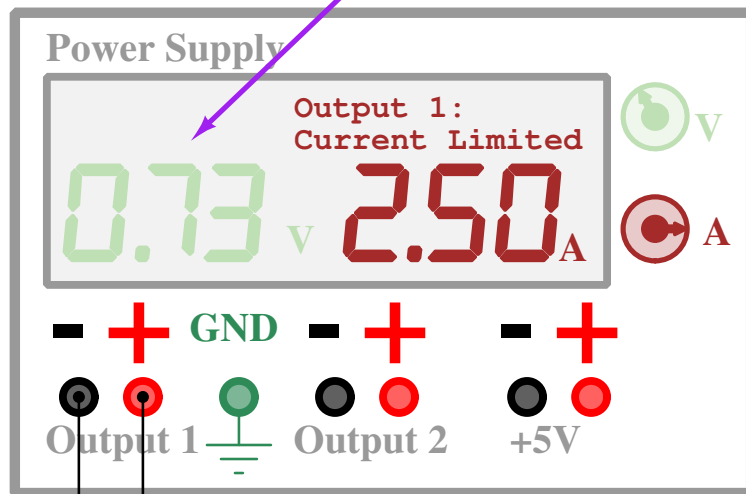 Power Supply
Output 1:
Current Limited
0.73 V 2.50 A
V
A
- + GND - + - +
Output 1 Output 2 +5V